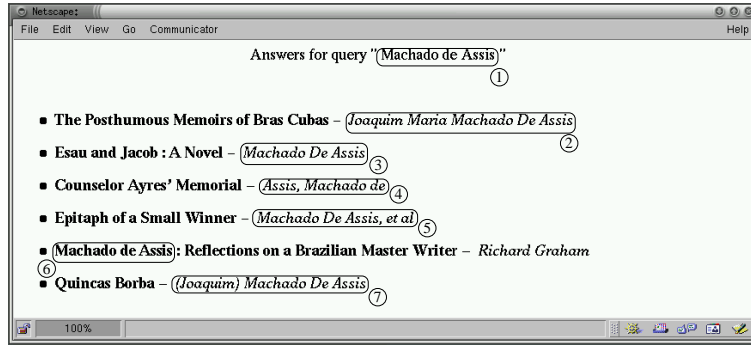 Netscape:
File Edit View Go Communicator Help
Answers for query "Machado de Assis"
1
The Posthumous Memoirs of Bras Cubas – Joaquim Maria Machado De Assis
2
Esau and Jacob : A Novel – Machado De Assis
3
Counselor Ayres' Memorial – Assis, Machado de
4
Epitaph of a Small Winner – Machado De Assis, et al
5
Machado de Assis: Reflections on a Brazilian Master Writer – Richard Graham
6
Quincas Borba – (Joaquim) Machado De Assis
7
100%